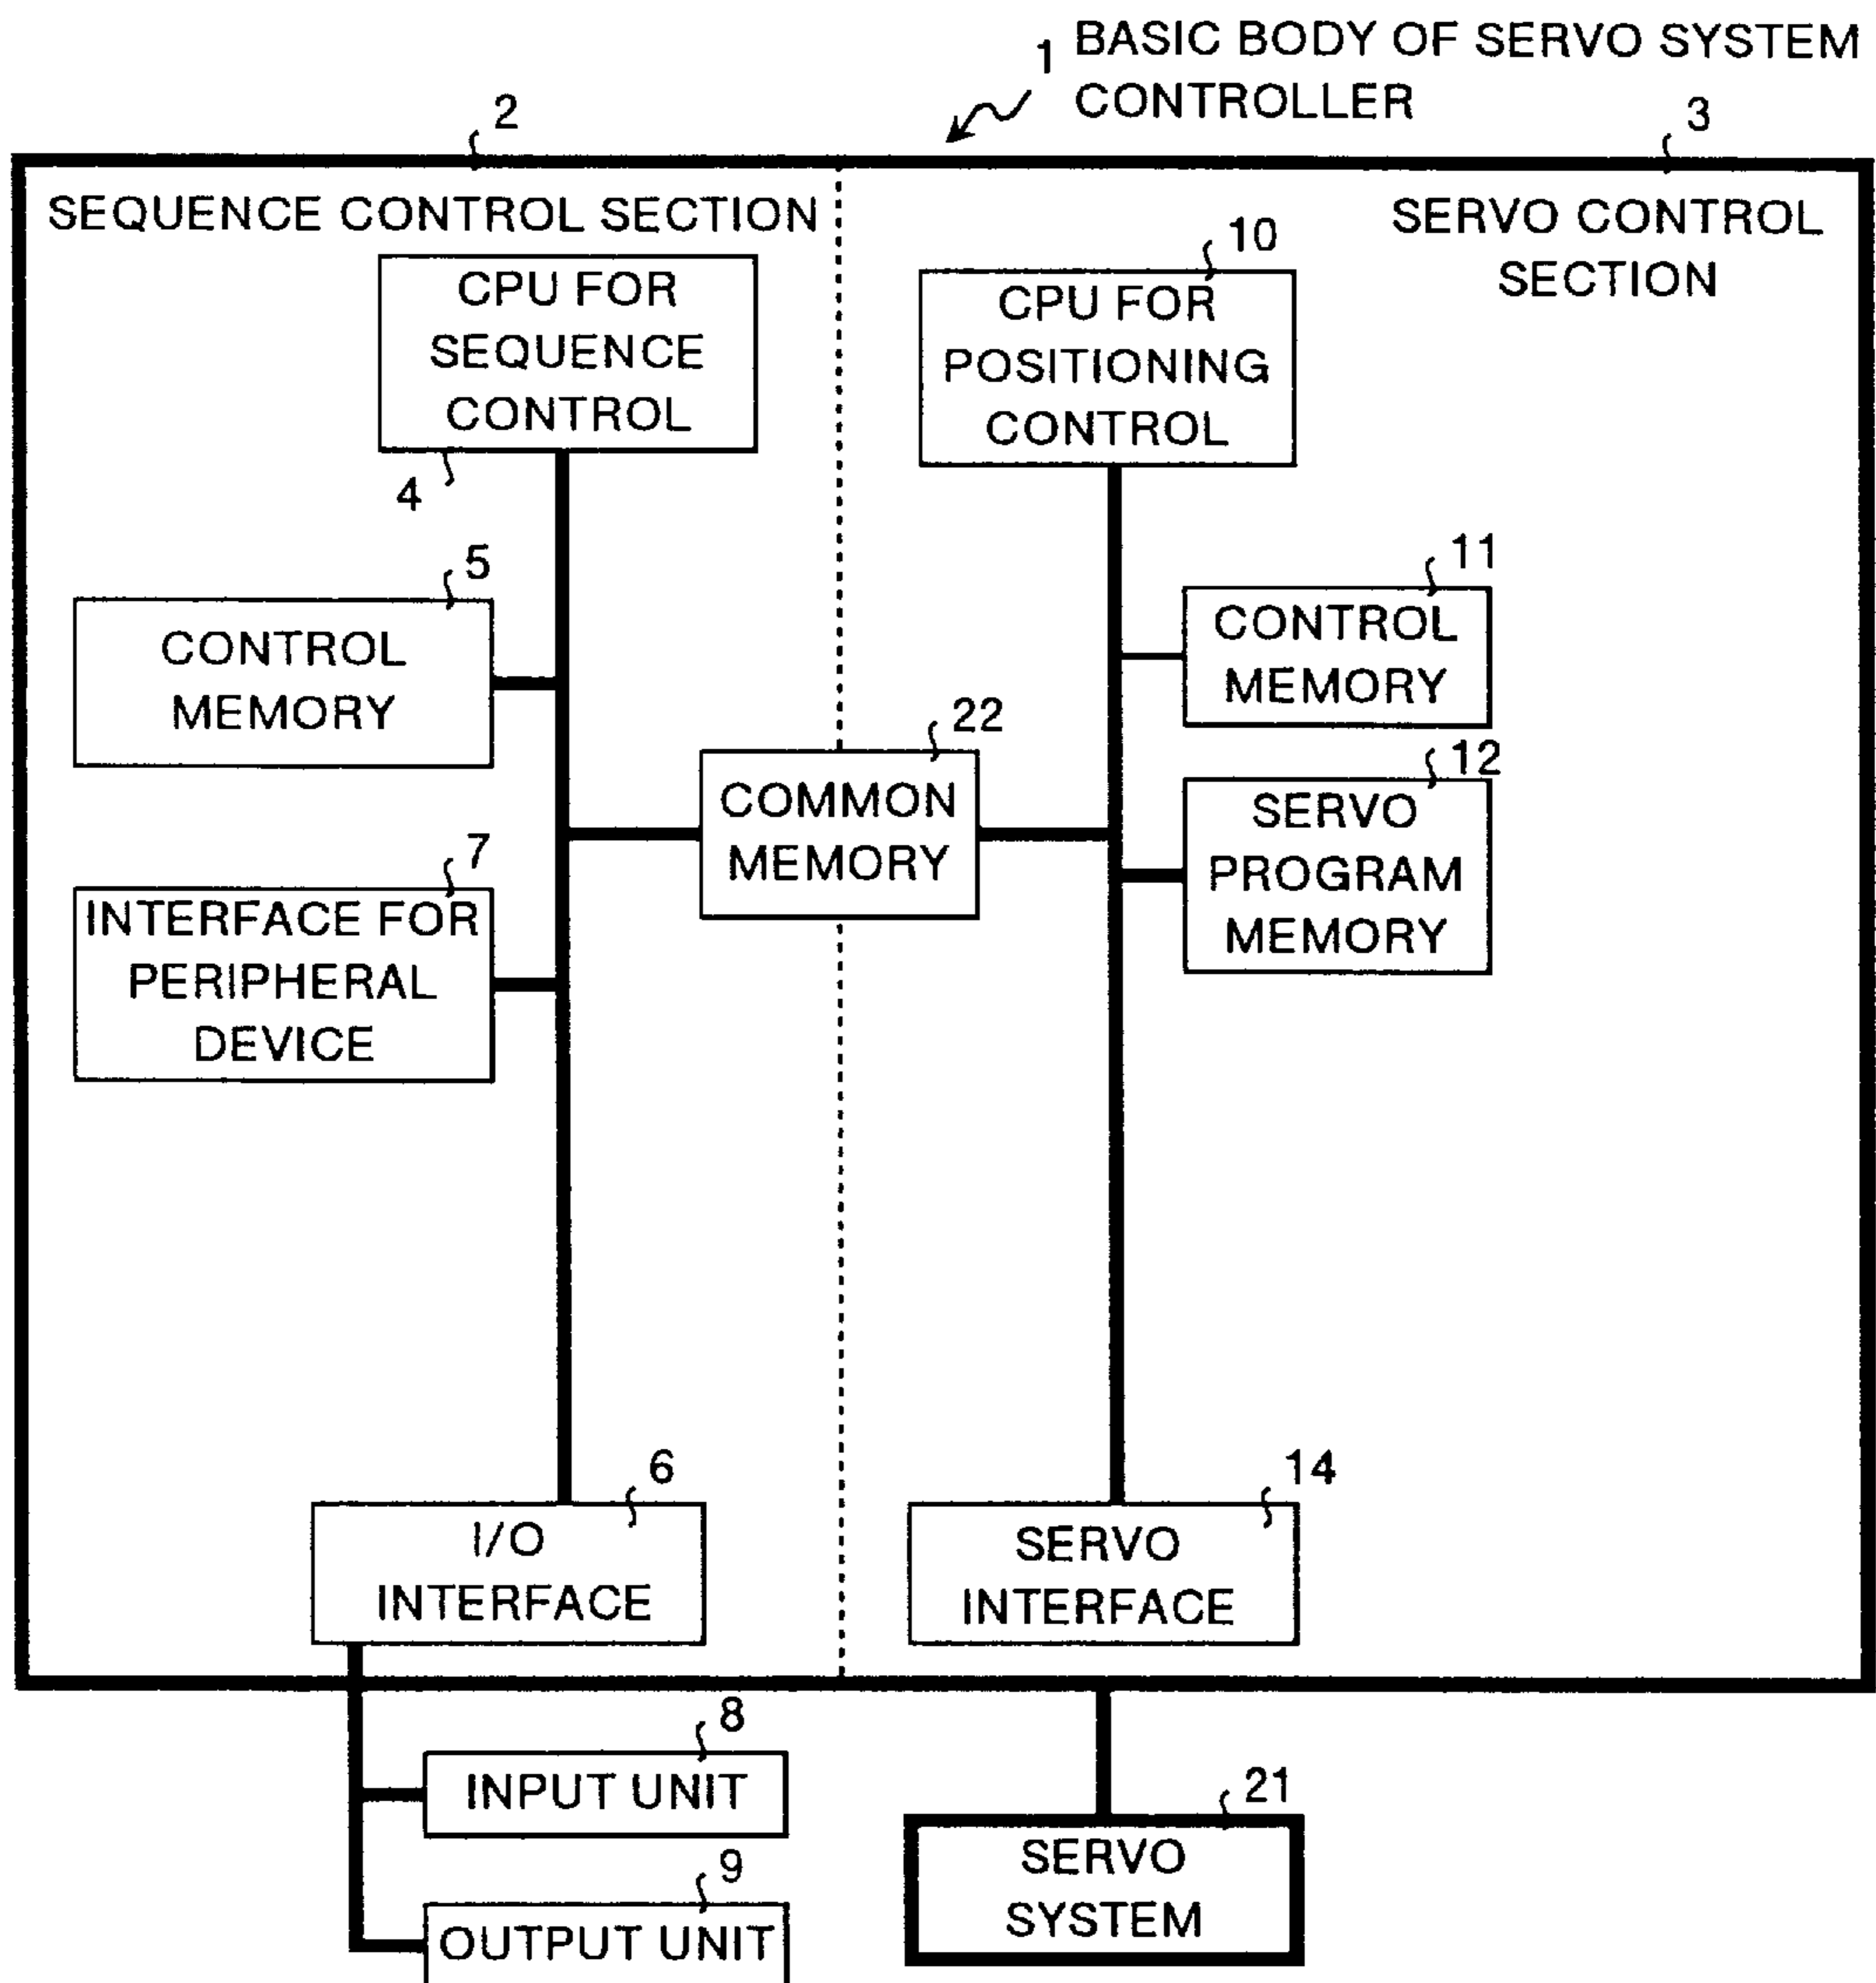 1 BASIC BODY OF SERVO SYSTEM
CONTROLLER
2
3
SEQUENCE CONTROL SECTION
SERVO CONTROL
SECTION
CPU FOR
SEQUENCE
CONTROL
4
10
CPU FOR
POSITIONING
CONTROL
5
CONTROL
MEMORY
11
CONTROL
MEMORY
22
COMMON
MEMORY
12
SERVO
PROGRAM
MEMORY
7
INTERFACE FOR
PERIPHERAL
DEVICE
6
I/O
INTERFACE
14
SERVO
INTERFACE
8
INPUT UNIT
9
OUTPUT UNIT
21
SERVO
SYSTEM